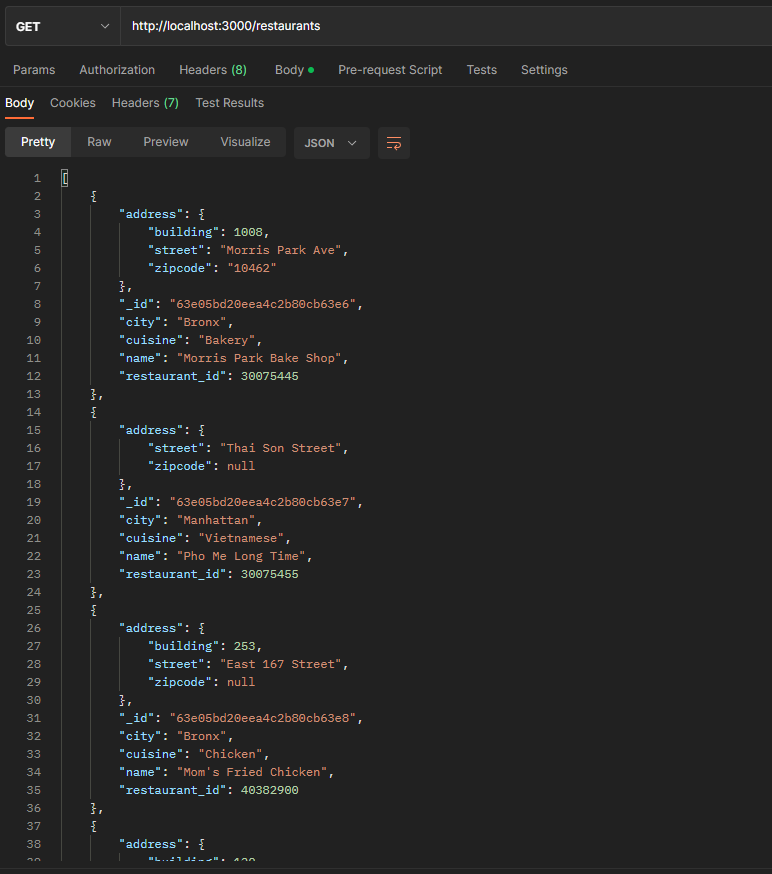 GET http://localhost:3000/restaurants
Params Authorization Headers (8) Body Pre-request Script Tests Settings
Body Cookies Headers (7) Test Results
Pretty Raw Preview Visualize JSON
1 [
2 {
3 "address": {
4 "building": 1008,
5 "street": "Morris Park Ave",
6 "zipcode": "10462"
7 },
8 "_id": "63e05bd20eea4c2b80cb63e6",
9 "city": "Bronx",
10 "cuisine": "Bakery",
11 "name": "Morris Park Bake Shop",
12 "restaurant_id": 30075445
13 },
14 {
15 "address": {
16 "street": "Thai Son Street",
17 "zipcode": null
18 },
19 "_id": "63e05bd20eea4c2b80cb63e7",
20 "city": "Manhattan",
21 "cuisine": "Vietnamese",
22 "name": "Pho Me Long Time",
23 "restaurant_id": 30075455
24 },
25 {
26 "address": {
27 "building": 253,
28 "street": "East 167 Street",
29 "zipcode": null
30 },
31 "_id": "63e05bd20eea4c2b80cb63e8",
32 "city": "Bronx",
33 "cuisine": "Chicken",
34 "name": "Mom's Fried Chicken",
35 "restaurant_id": 40382900
36 },
37 {
38 "address": {
39 "building":